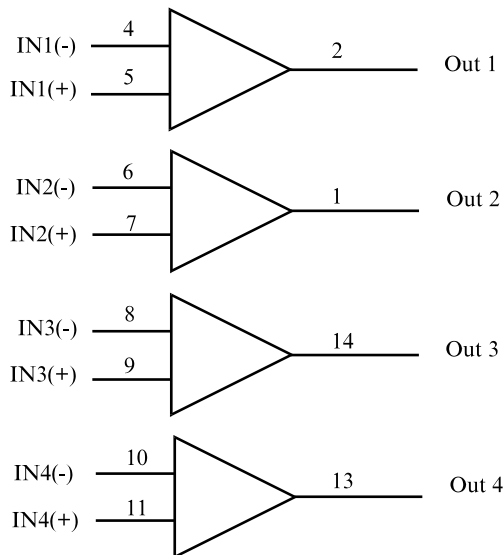 IN1(-) 4
IN1(+) 5
2 Out 1
IN2(-) 6
IN2(+) 7
1 Out 2
IN3(-) 8
IN3(+) 9
14 Out 3
IN4(-) 10
IN4(+) 11
13 Out 4